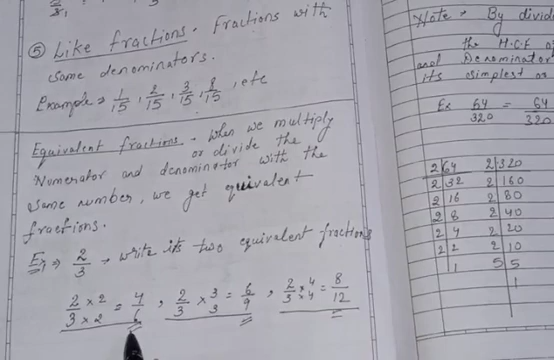 ⑤ Like fractions. Fractions with
same denominators.
Example ⇒ 1/15, 2/15, 3/15, 8/15, etc
Equivalent fractions - When we multiply
or divide the
Numerator and denominator with the
same number, we get equivalent
fractions.
Ex ⇒ 2/3 → write its two equivalent fractions
2/3 × 2/2 = 4/6, 2/3 × 3/3 = 6/9, 2/3 × 4/4 = 8/12
Note → By divid
the H.C.F of
and Denominator
its simplest or
Ex 64/320 = 64/320
2 | 64
2 | 32
2 | 16
2 | 8
2 | 4
2 | 2
1
2 | 320
2 | 160
2 | 80
2 | 40
2 | 20
2 | 10
5 | 5
1